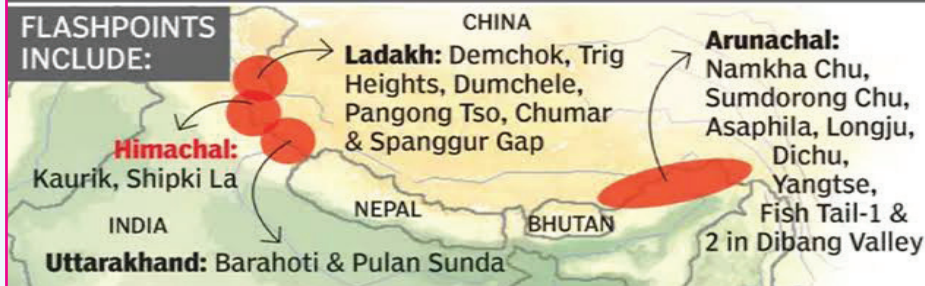 FLASHPOINTS
INCLUDE:
CHINA
Ladakh: Demchok, Trig
Heights, Dumchele,
Pangong Tso, Chumar
& Spanggur Gap
Arunachal:
Namkha Chu,
Sumdorong Chu,
Asaphila, Longju,
Dichu,
Yangtse,
Fish Tail-1 &
2 in Dibang Valley
Himachal:
Kaurik, Shipki La
NEPAL
BHUTAN
INDIA
Uttarakhand: Barahoti & Pulan Sunda